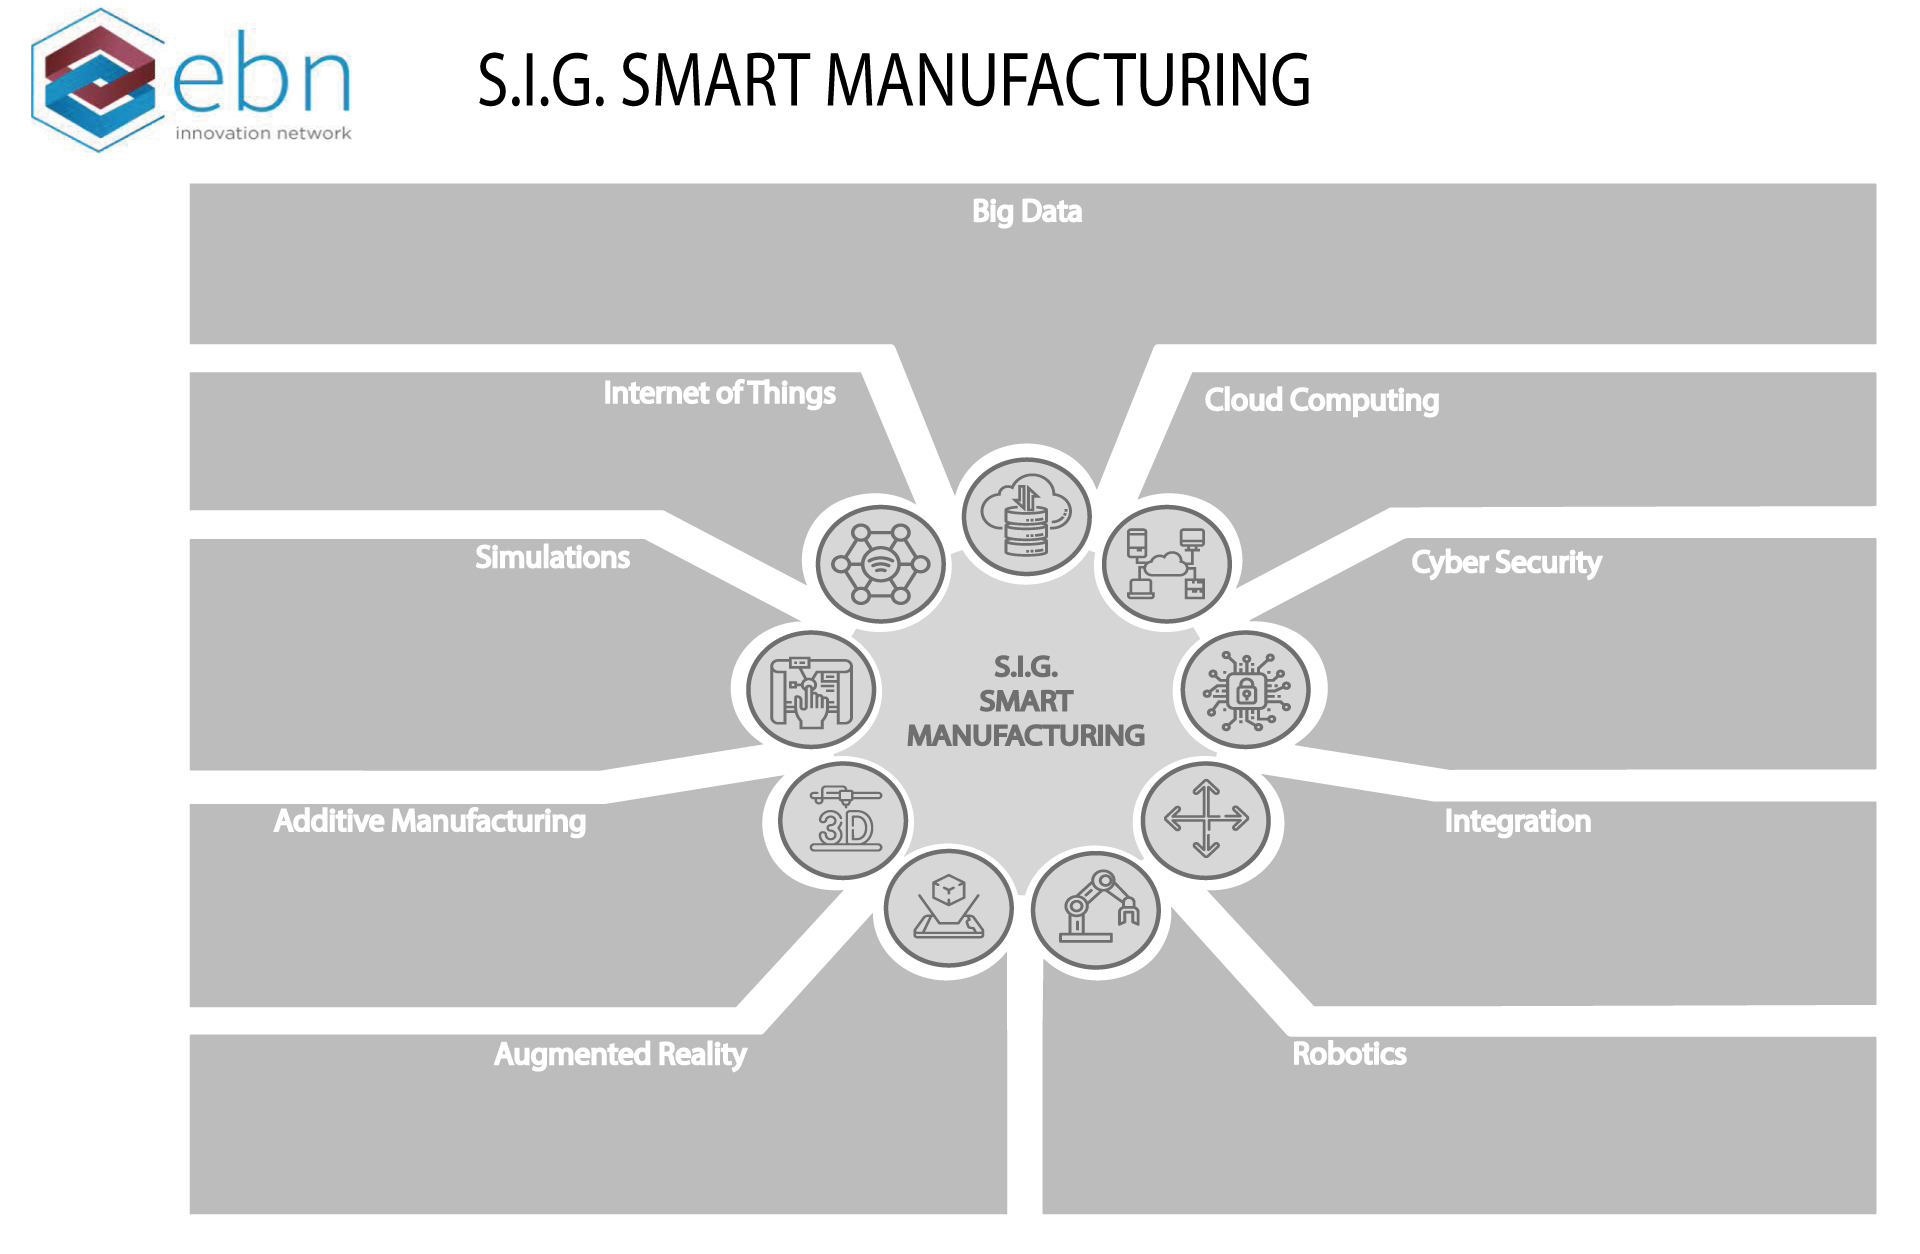 ebn
innovation network
S.I.G. SMART MANUFACTURING
Big Data
Internet of Things
Cloud Computing
Simulations
Cyber Security
S.I.G.
SMART
MANUFACTURING
Additive Manufacturing
3D
Integration
Augmented Reality
Robotics